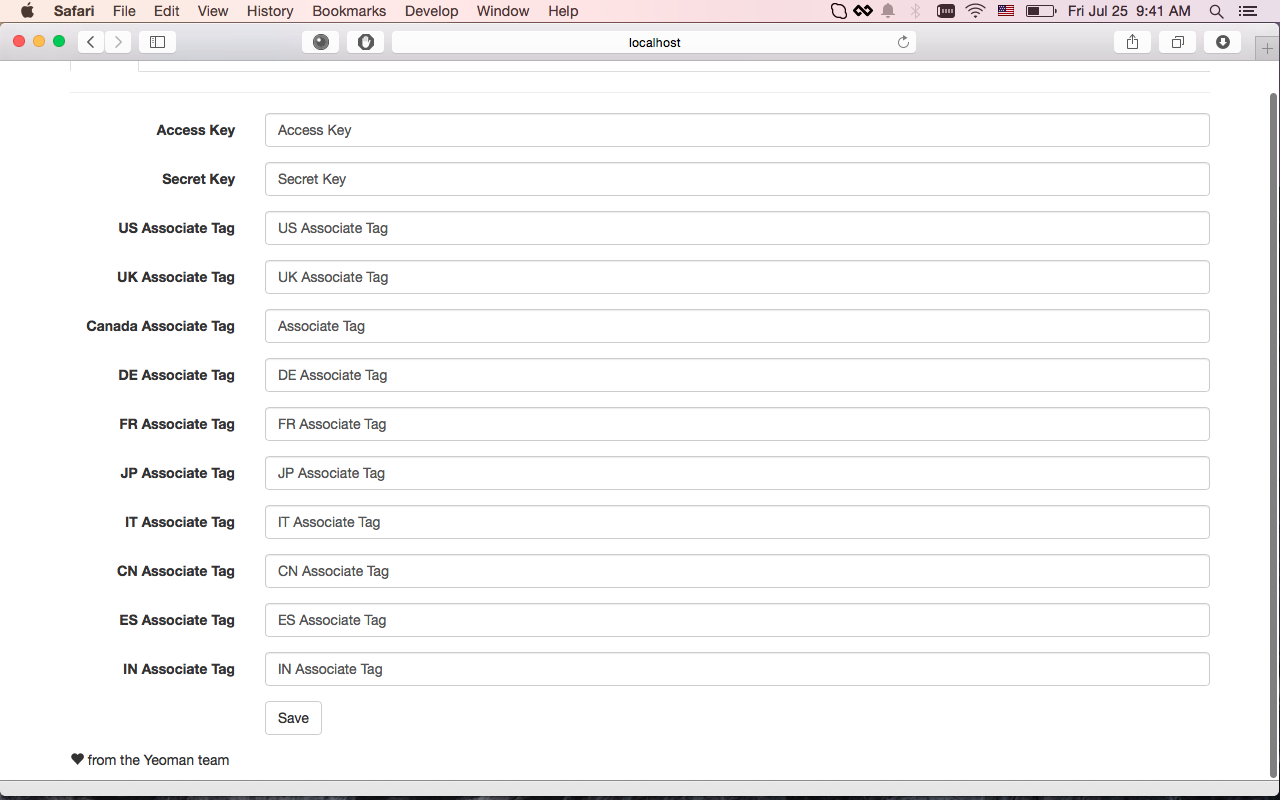 Safari File Edit View History Bookmarks Develop Window Help Fri Jul 25 9:41 AM
localhost
Access Key Access Key
Secret Key Secret Key
US Associate Tag US Associate Tag
UK Associate Tag UK Associate Tag
Canada Associate Tag Associate Tag
DE Associate Tag DE Associate Tag
FR Associate Tag FR Associate Tag
JP Associate Tag JP Associate Tag
IT Associate Tag IT Associate Tag
CN Associate Tag CN Associate Tag
ES Associate Tag ES Associate Tag
IN Associate Tag IN Associate Tag
Save
♥ from the Yeoman team